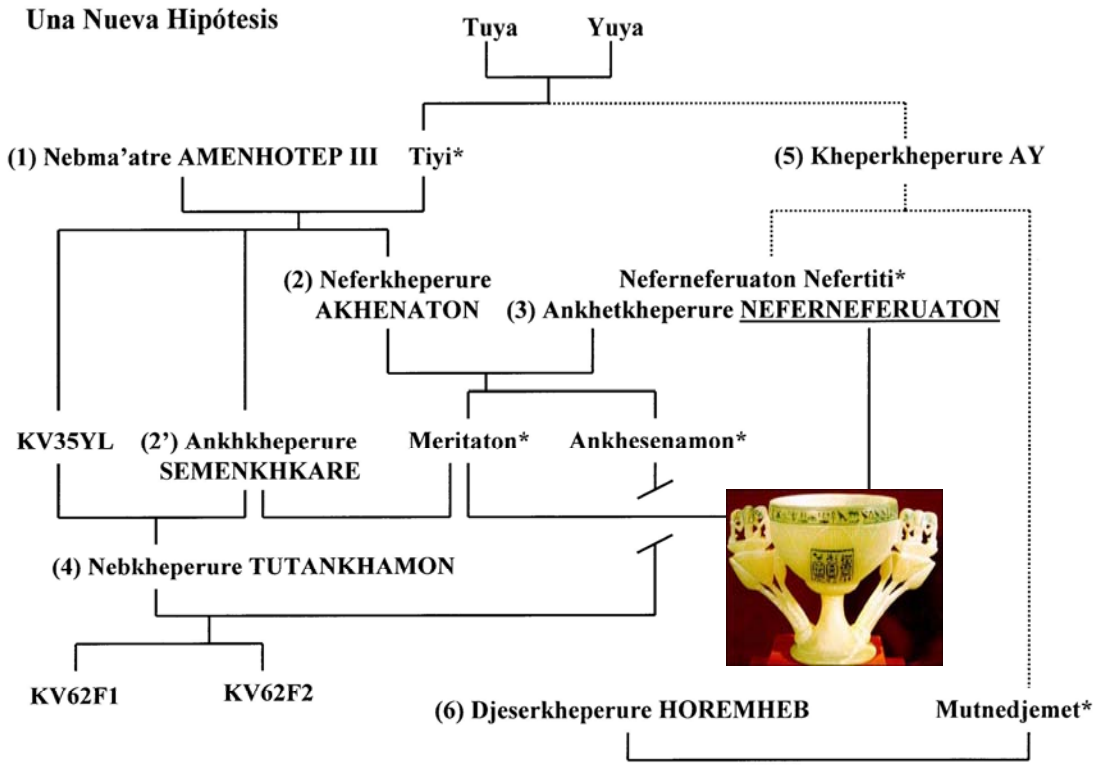 Una Nueva Hipótesis
Tuya Yuya
(1) Nebma’atre AMENHOTEP III Tiyi* (5) Kheperkheperure AY
(2) Neferkheperure Neferneferuaton Nefertiti*
AKHENATON (3) Ankhetkheperure NEFERNEFERUATON
KV35YL (2’) Ankhkheperure Meritaton* Ankhesenamon*
SEMENKHKARE
(4) Nebkheperure TUTANKHAMON
KV62F1 KV62F2
(6) Djeserkheperure HOREMHEB Mutnedjemet*